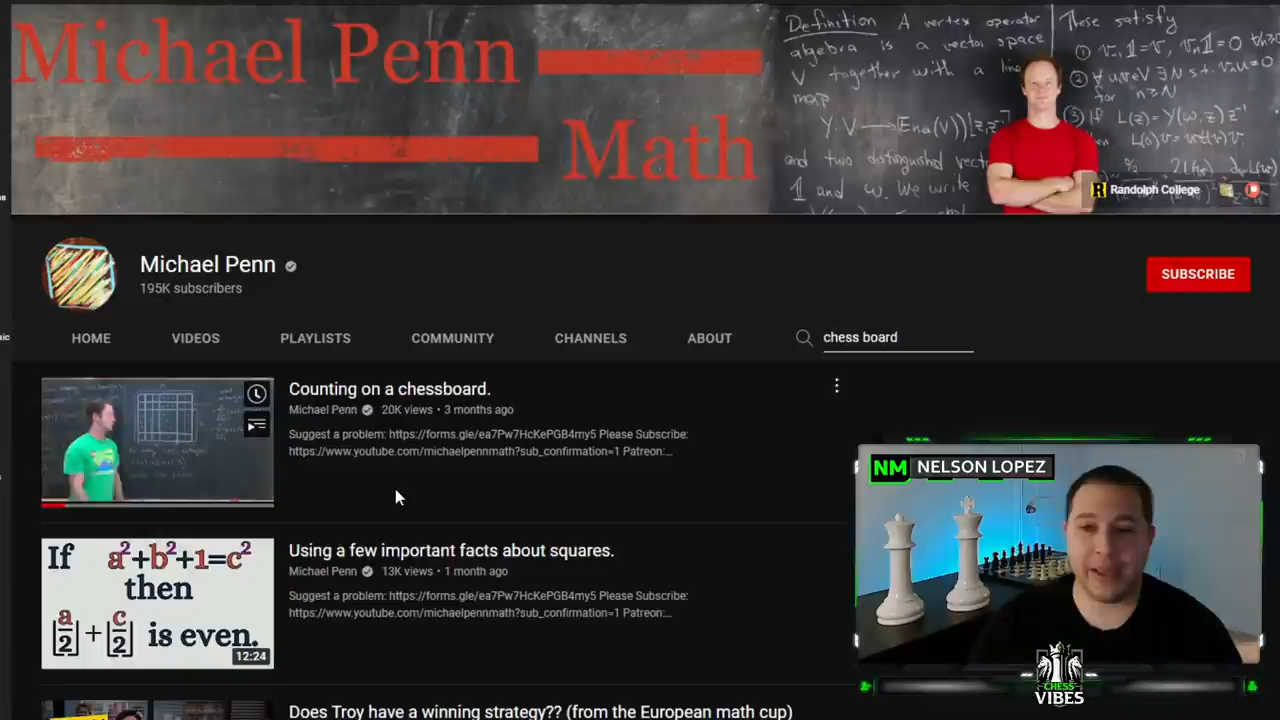 Michael Penn
Math
Definition A vertex operator
algebra is a vector space
V together with a
map
and two distinguished
1 and ω. We write
These satisfy
Randolph College
Michael Penn
195K subscribers
SUBSCRIBE
HOME
VIDEOS
PLAYLISTS
COMMUNITY
CHANNELS
ABOUT
chess board
Counting on a chessboard.
Michael Penn 20K views • 3 months ago
Suggest a problem: https://forms.gle/ea7Pw7HcKePGB4my5 Please Subscribe:
https://www.youtube.com/michaelpennmath?sub_confirmation=1 Patreon:...
If a²+b²+1=c²
then
⌊a/2⌋+⌊c/2⌋ is even.
12:24
Using a few important facts about squares.
Michael Penn 13K views • 1 month ago
Suggest a problem: https://forms.gle/ea7Pw7HcKePGB4my5 Please Subscribe:
https://www.youtube.com/michaelpennmath?sub_confirmation=1 Patreon:...
Does Troy have a winning strategy?? (from the European math cup)
NM NELSON LOPEZ
CHESS
VIBES